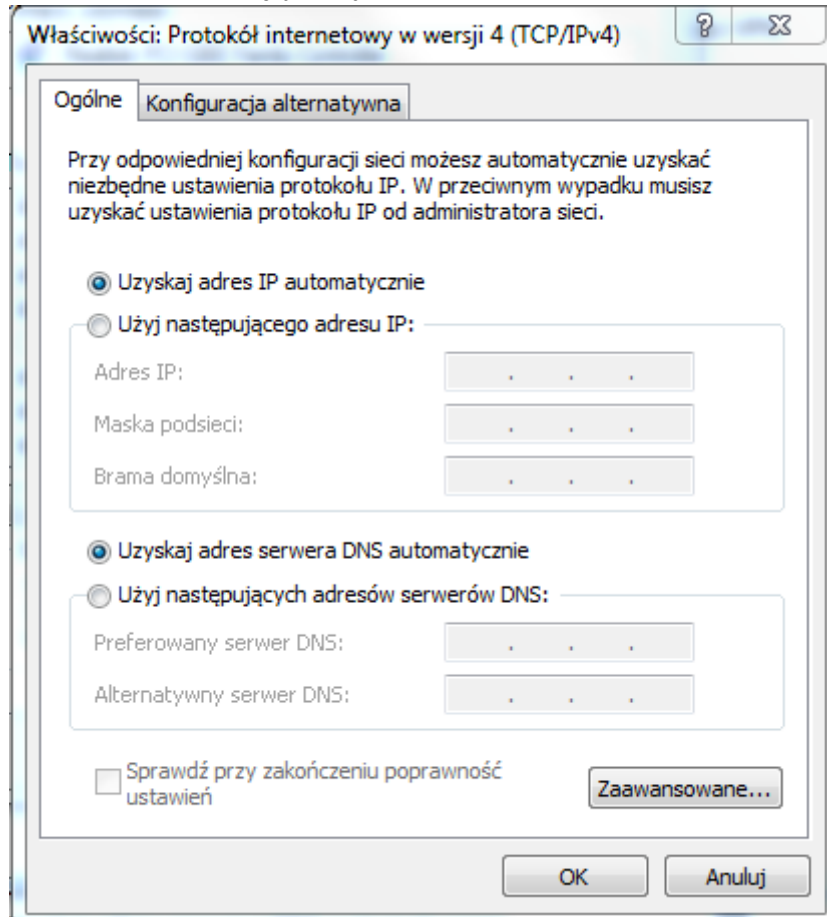 Właściwości: Protokół internetowy w wersji 4 (TCP/IPv4)
Ogólne
Konfiguracja alternatywna
Przy odpowiedniej konfiguracji sieci możesz automatycznie uzyskać
niezbędne ustawienia protokołu IP. W przeciwnym wypadku musisz
uzyskać ustawienia protokołu IP od administratora sieci.
Uzyskaj adres IP automatycznie
Użyj następującego adresu IP:
Adres IP:
Maska podsieci:
Brama domyślna:
Uzyskaj adres serwera DNS automatycznie
Użyj następujących adresów serwerów DNS:
Preferowany serwer DNS:
Alternatywny serwer DNS:
Sprawdź przy zakończeniu poprawność
ustawień
Zaawansowane...
OK
Anuluj